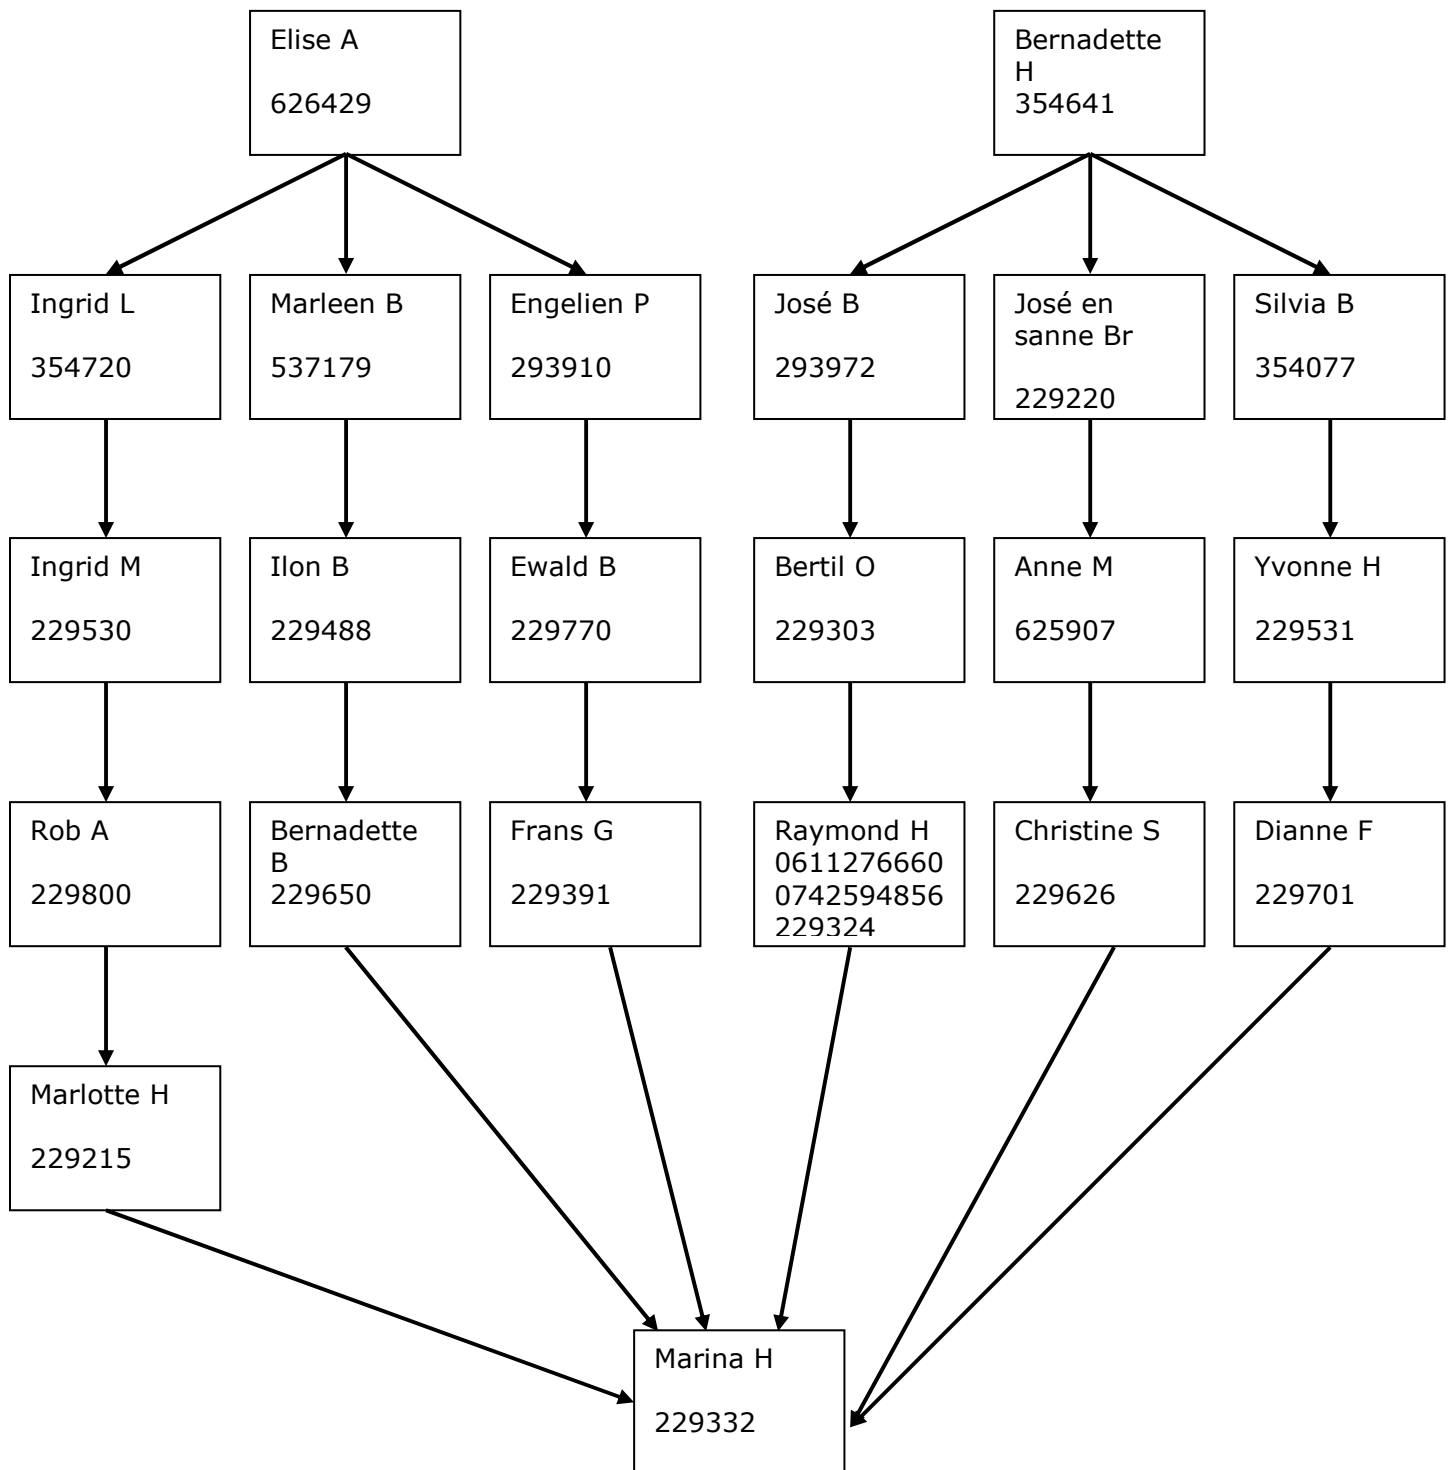 Elise A
626429
Bernadette
H
354641
Ingrid L
354720
Marleen B
537179
Engelien P
293910
José B
293972
José en
sanne Br
229220
Silvia B
354077
Ingrid M
229530
Ilon B
229488
Ewald B
229770
Bertil O
229303
Anne M
625907
Yvonne H
229531
Rob A
229800
Bernadette
B
229650
Frans G
229391
Raymond H
0611276660
0742594856
229324
Christine S
229626
Dianne F
229701
Marlotte H
229215
Marina H
229332